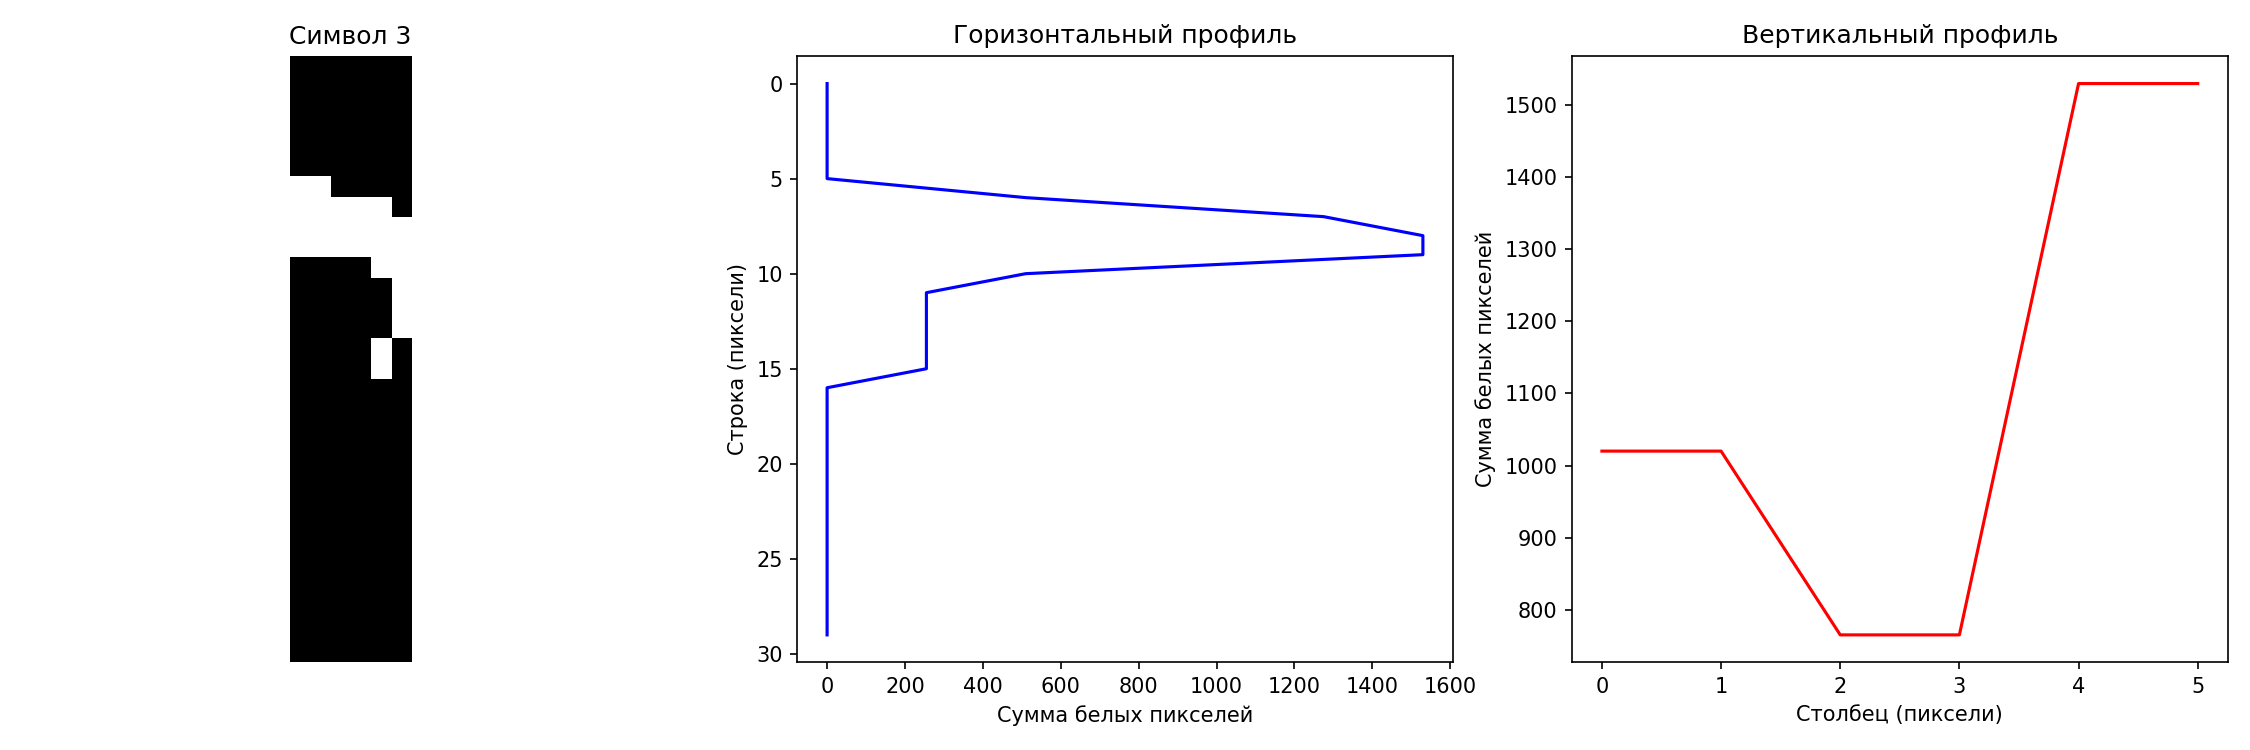 Символ 3
Горизонтальный профиль
Строка (пиксели)
0
5
10
15
20
25
30
0 200 400 600 800 1000 1200 1400 1600
Сумма белых пикселей
Вертикальный профиль
Сумма белых пикселей
1500
1400
1300
1200
1100
1000
900
800
0 1 2 3 4 5
Столбец (пиксели)